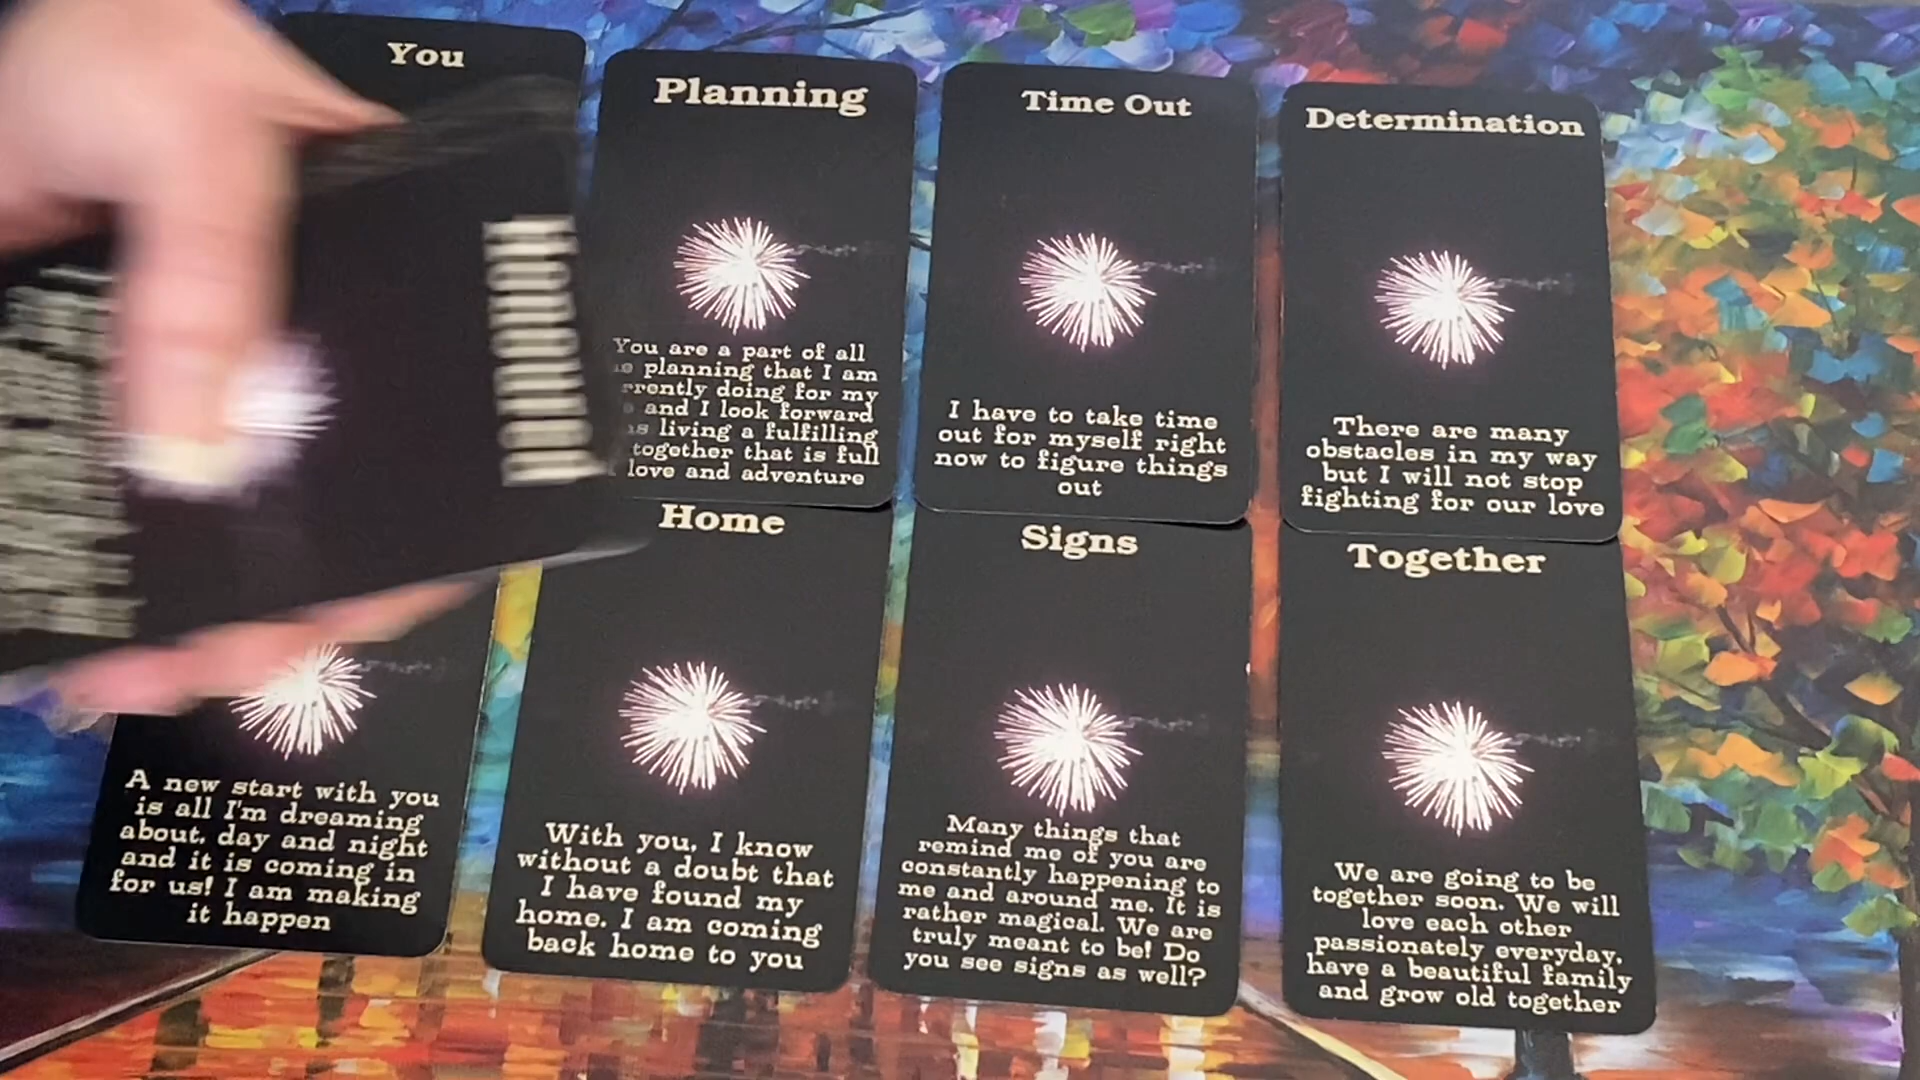 You
Planning
You are a part of all
planning that I am
doing for my
and I look forward
living a fulfilling
together that is full
love and adventure
Time Out
I have to take time
out for myself right
now to figure things
out
Determination
There are many
obstacles in my way
but I will not stop
fighting for our love
A new start with you
is all I'm dreaming
about, day and night
and it is coming in
for us! I am making
it happen
Home
With you, I know
without a doubt that
I have found my
home. I am coming
back home to you
Signs
Many things that
remind me of you are
constantly happening to
me and around me. It is
rather magical. We are
truly meant to be! Do
you see signs as well?
Together
We are going to be
together soon. We will
love each other
passionately everyday,
have a beautiful family
and grow old together